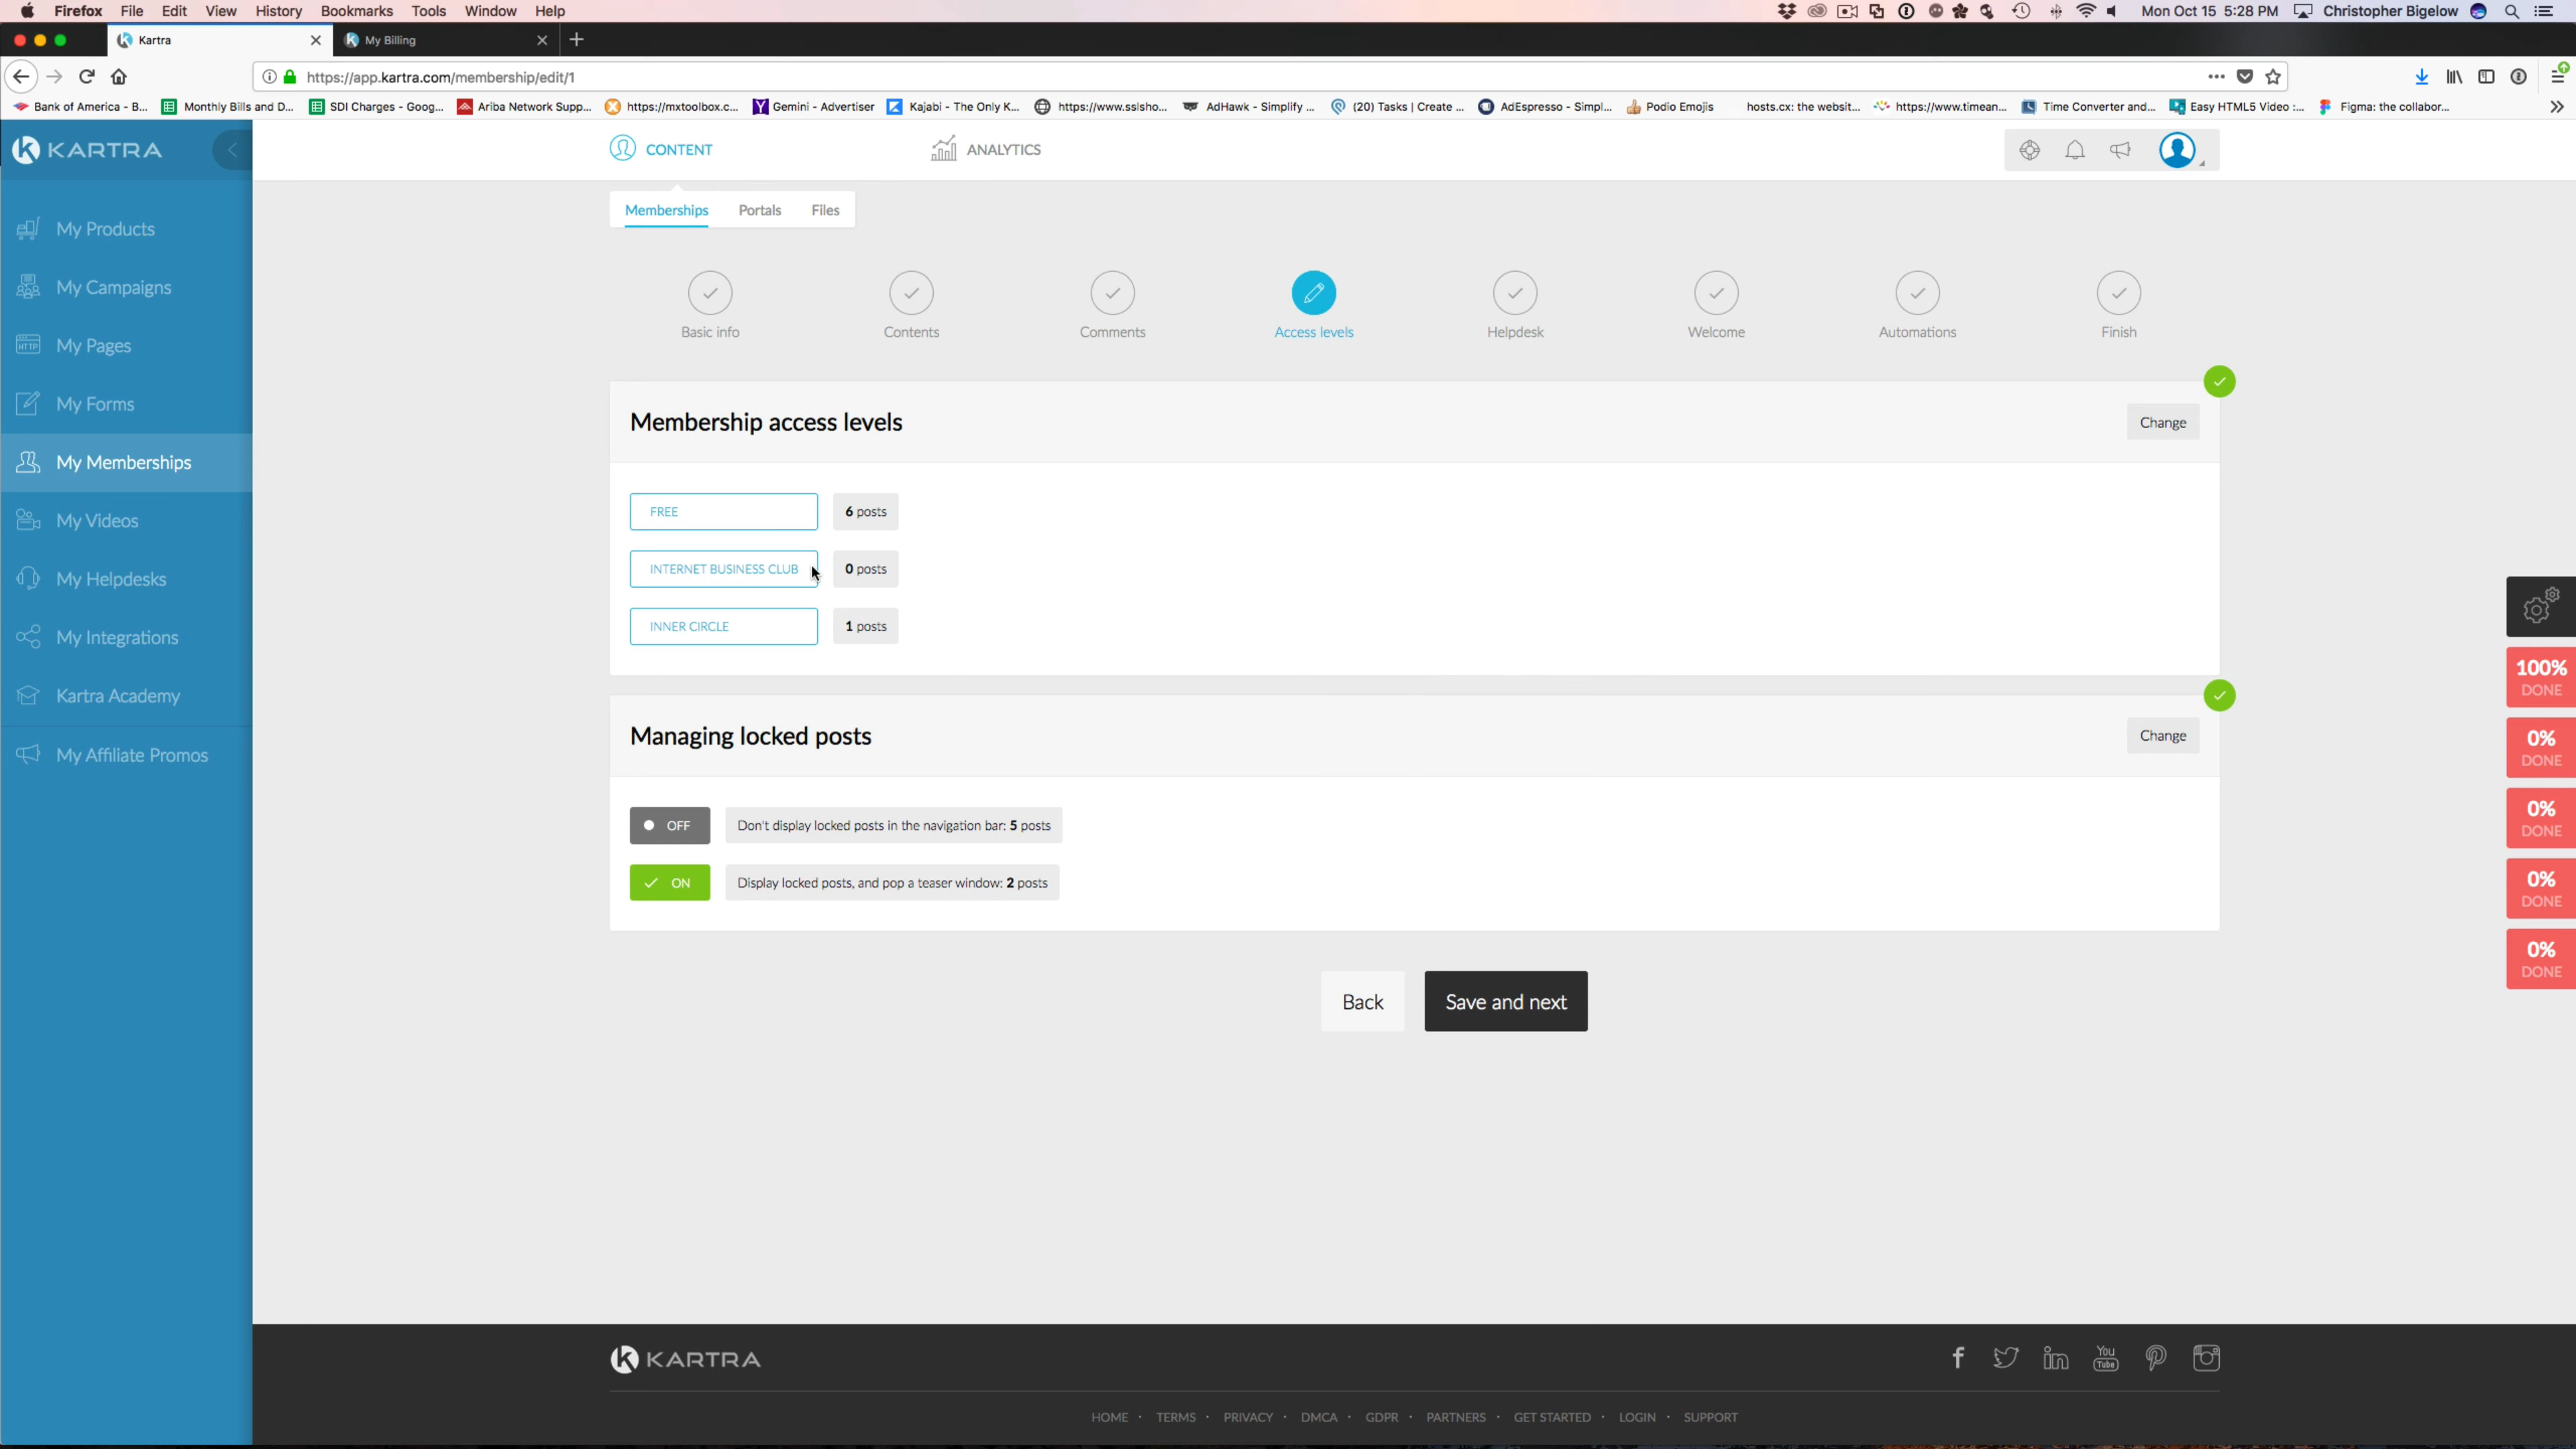 Firefox File Edit View History Bookmarks Tools Window Help Mon Oct 15 5:28 PM Christopher Bigelow
Kartra My Billing
https://app.kartra.com/membership/edit/1
Bank of America - B... Monthly Bills and D... SDI Charges - Goog... Ariba Network Supp... https://mxtoolbox.c... Gemini - Advertiser Kajabi - The Only K... https://www.sslsho... AdHawk - Simplify ... (20) Tasks | Create ... AdEspresso - Simpl... Podio Emojis hosts.cx: the websit... https://www.timean... Time Converter and... Easy HTML5 Video :... Figma: the collabor...
KARTRA
CONTENT ANALYTICS
Memberships Portals Files
My Products
My Campaigns
HTTP My Pages
My Forms
My Memberships
My Videos
My Helpdesks
My Integrations
Kartra Academy
My Affiliate Promos
Basic info Contents Comments Access levels Helpdesk Welcome Automations Finish
Membership access levels Change
FREE 6 posts
INTERNET BUSINESS CLUB 0 posts
INNER CIRCLE 1 posts
Managing locked posts Change
OFF Don't display locked posts in the navigation bar: 5 posts
ON Display locked posts, and pop a teaser window: 2 posts
Back Save and next
100%
DONE
0%
DONE
0%
DONE
0%
DONE
0%
DONE
KARTRA
You
Tube
HOME · TERMS · PRIVACY · DMCA · GDPR · PARTNERS · GET STARTED · LOGIN · SUPPORT